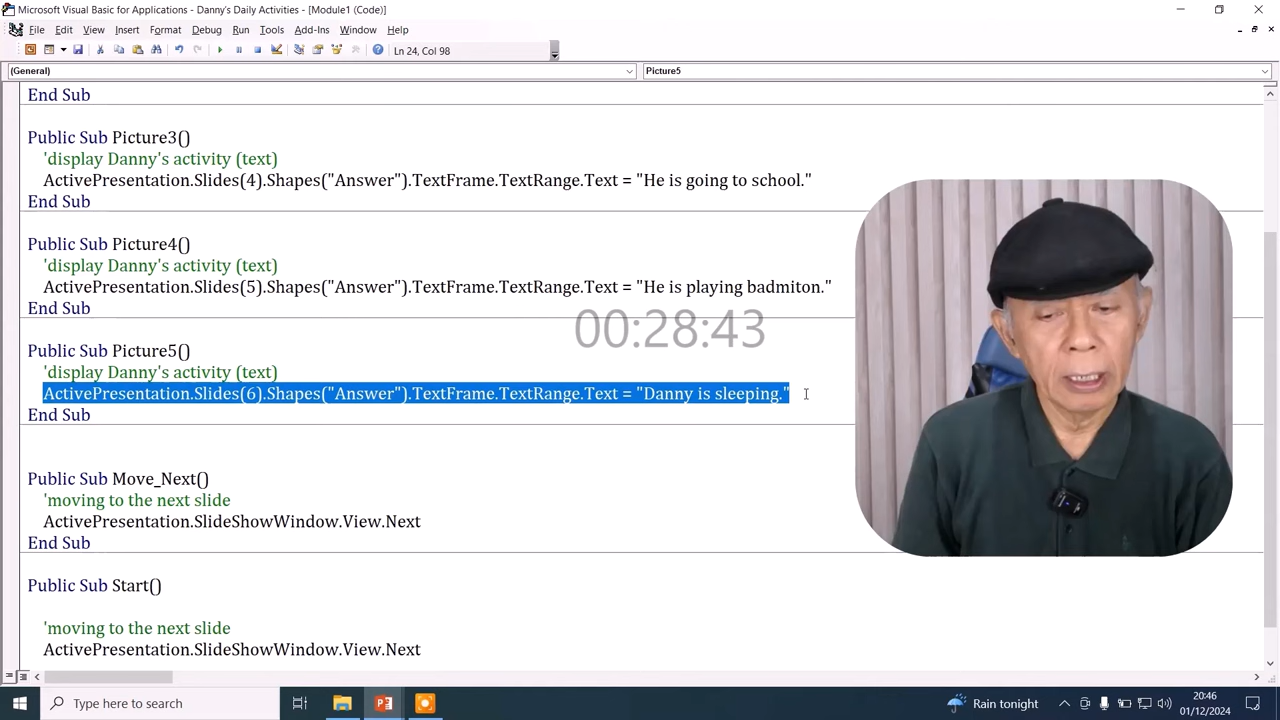 Microsoft Visual Basic for Applications - Danny's Daily Activities - [Module1 (Code)]
File Edit View Insert Format Debug Run Tools Add-Ins Window Help
Ln 24, Col 98
(General) Picture5
End Sub
Public Sub Picture3()
'display Danny's activity (text)
ActivePresentation.Slides(4).Shapes("Answer").TextFrame.TextRange.Text = "He is going to school."
End Sub
Public Sub Picture4()
'display Danny's activity (text)
ActivePresentation.Slides(5).Shapes("Answer").TextFrame.TextRange.Text = "He is playing badmiton."
End Sub
00:28:43
Public Sub Picture5()
'display Danny's activity (text)
ActivePresentation.Slides(6).Shapes("Answer").TextFrame.TextRange.Text = "Danny is sleeping."
End Sub
Public Sub Move_Next()
'moving to the next slide
ActivePresentation.SlideShowWindow.View.Next
End Sub
Public Sub Start()
'moving to the next slide
ActivePresentation.SlideShowWindow.View.Next
Type here to search
Rain tonight
20:46
01/12/2024